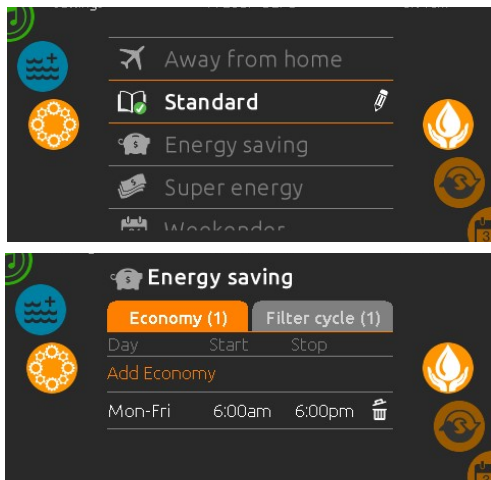 Away from home
Standard
Energy saving
Super energy
Weekender
Energy saving
Economy (1) Filter cycle (1)
Day Start Stop
Add Economy
Mon-Fri 6:00am 6:00pm